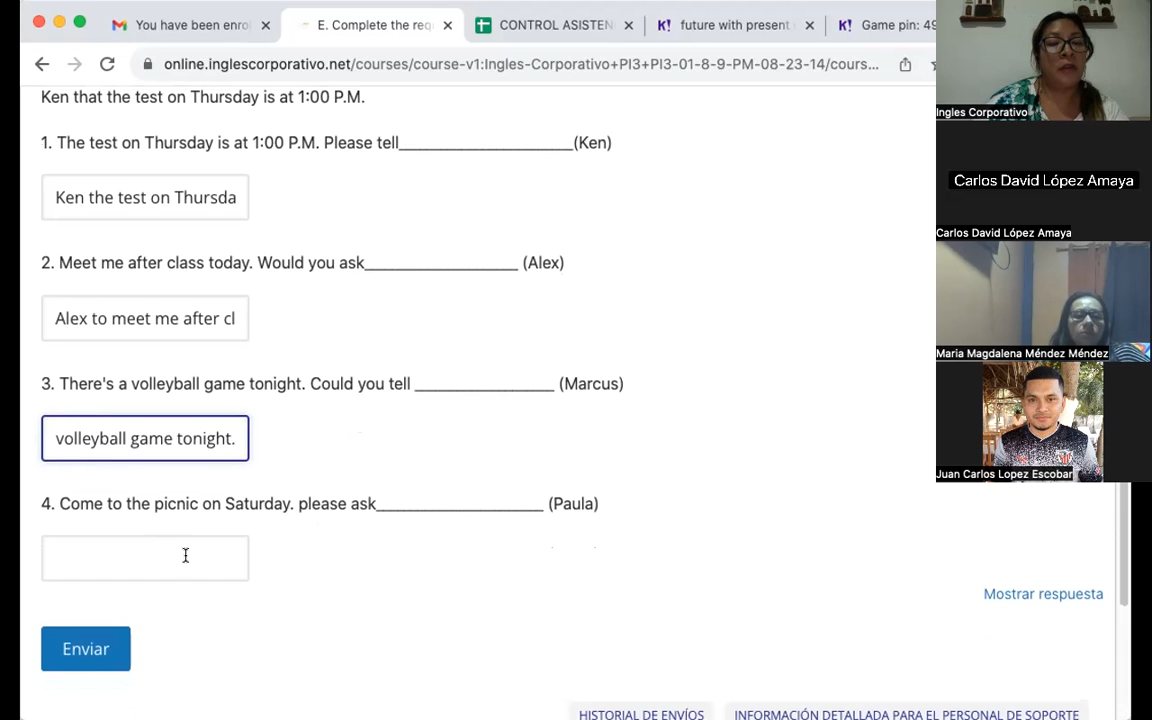 You have been enro
E. Complete the req
CONTROL ASISTEN
K! future with present
K! Game pin: 49
online.inglescorporativo.net/courses/course-v1:Ingles-Corporativo+PI3+PI3-01-8-9-PM-08-23-14/cours...
Ken that the test on Thursday is at 1:00 P.M.
1. The test on Thursday is at 1:00 P.M. Please tell____________________(Ken)
Ken the test on Thursda
2. Meet me after class today. Would you ask__________________ (Alex)
Alex to meet me after cl
3. There's a volleyball game tonight. Could you tell ________________ (Marcus)
volleyball game tonight.
4. Come to the picnic on Saturday. please ask___________________ (Paula)
Mostrar respuesta
Enviar
HISTORIAL DE ENVÍOS
INFORMACIÓN DETALLADA PARA EL PERSONAL DE SOPORTE
Ingles Corporativo
Carlos David López Amaya
Carlos David López Amaya
Maria Magdalena Méndez Méndez
Juan Carlos Lopez Escobar